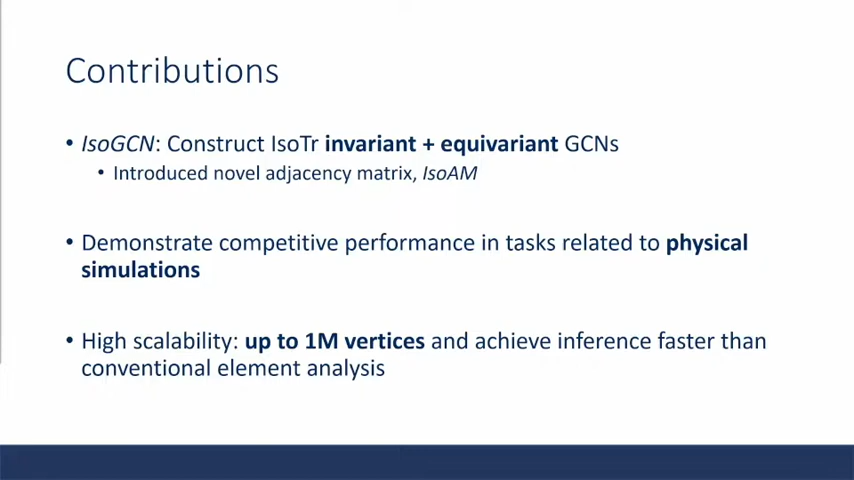 Contributions
• IsoGCN: Construct IsoTr invariant + equivariant GCNs
• Introduced novel adjacency matrix, IsoAM
• Demonstrate competitive performance in tasks related to physical
simulations
• High scalability: up to 1M vertices and achieve inference faster than
conventional element analysis